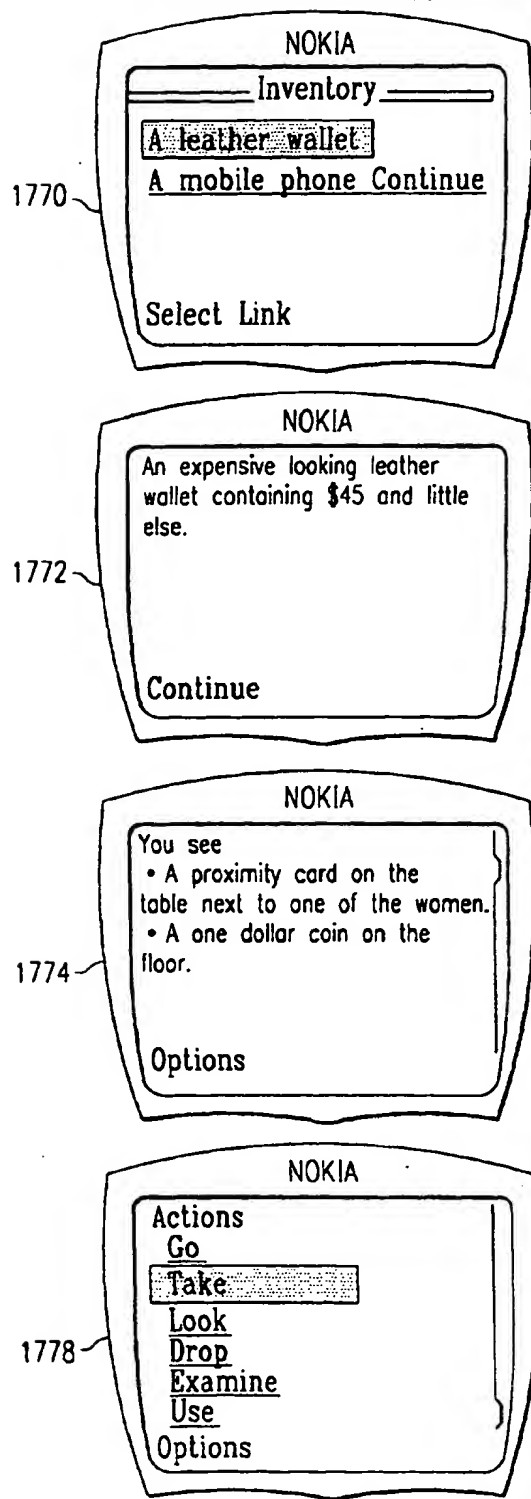 NOKIA
Inventory
A leather wallet
A mobile phone Continue
1770
Select Link
NOKIA
An expensive looking leather
wallet containing $45 and little
else.
1772
Continue
NOKIA
You see
• A proximity card on the
table next to one of the women.
• A one dollar coin on the
floor.
1774
Options
NOKIA
Actions
Go
Take
Look
Drop
Examine
Use
1778
Options